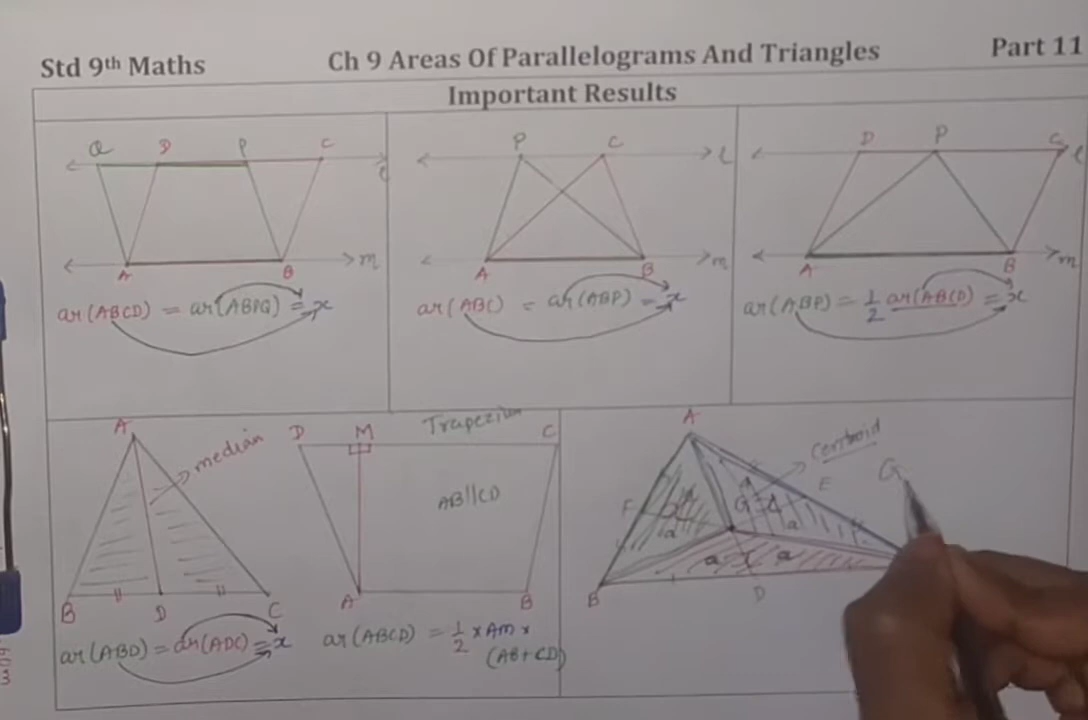 Std 9th Maths Ch 9 Areas Of Parallelograms And Triangles Part 11
Important Results
Q D P C l
A B m
ar(ABCD) = ar(ABPQ) = x
P C l
A B m
ar(ABC) = ar(ABP) = x
D P C l
A B m
ar(ABP) = 1/2 ar(ABCD) = x
A median
B D C
ar(ABD) = ar(ADC) = x
D M Trapezium C
AB||CD
A B
ar(ABCD) = 1/2 × AM ×
(AB+CD)
A Centroid
F G E
a a
a a
B D
G